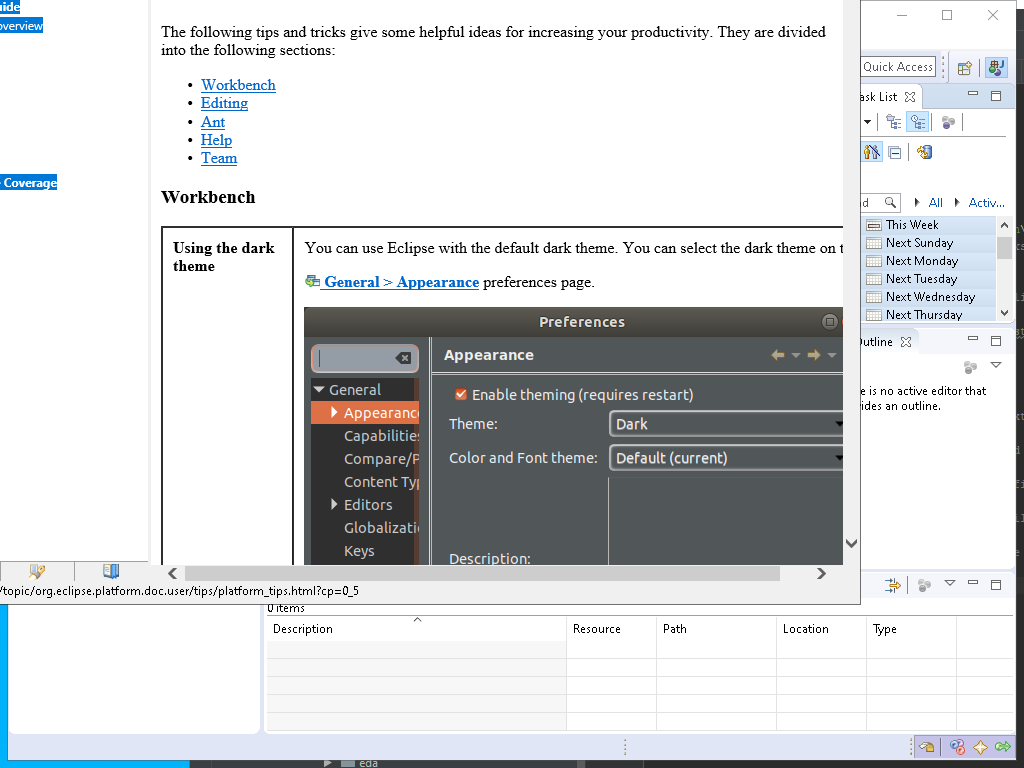 uide
overview
Coverage
The following tips and tricks give some helpful ideas for increasing your productivity. They are divided
into the following sections:
• Workbench
• Editing
• Ant
• Help
• Team
Workbench
Using the dark
theme
You can use Eclipse with the default dark theme. You can select the dark theme on t
General > Appearance preferences page.
Preferences
Appearance
General
Appearanc
Capabilities
Compare/P
Content Typ
Editors
Globalizati
Keys
Enable theming (requires restart)
Theme:
Dark
Color and Font theme:
Default (current)
Description:
/topic/org.eclipse.platform.doc.user/tips/platform_tips.html?cp=0_5
Quick Access
ask List
nd
All
Activ...
This Week
Next Sunday
Next Monday
Next Tuesday
Next Wednesday
Next Thursday
Outline
e is no active editor that
ides an outline.
0 items
Description
Resource
Path
Location
Type
eda